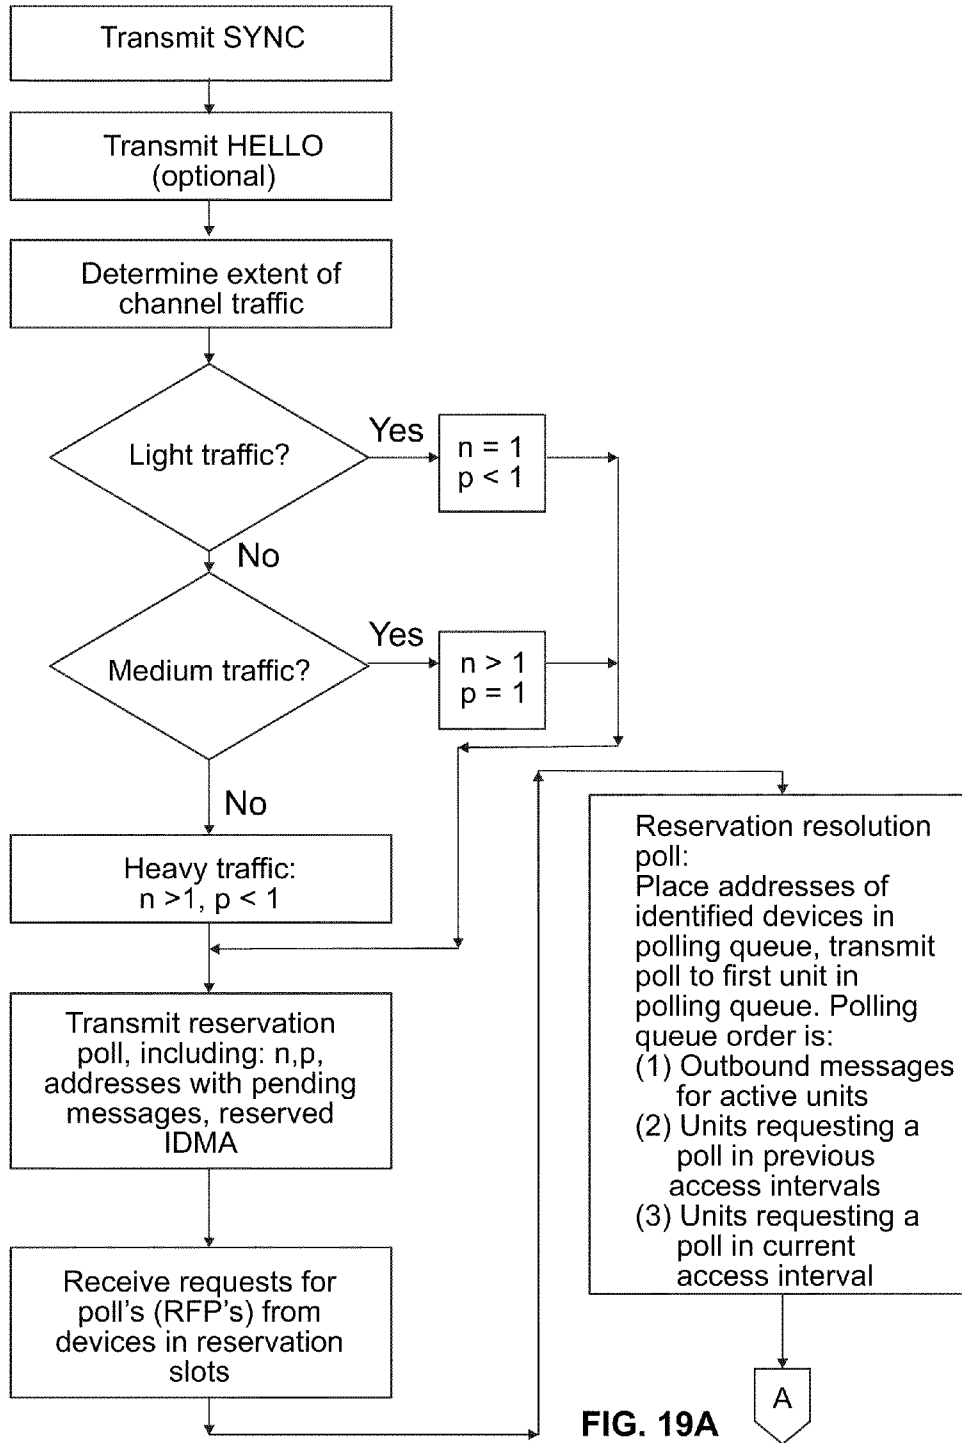 Transmit SYNC
Transmit HELLO
(optional)
Determine extent of
channel traffic
Light traffic?
Yes
n = 1
p < 1
No
Medium traffic?
Yes
n > 1
p = 1
No
Heavy traffic:
n >1, p < 1
Transmit reservation
poll, including: n,p,
addresses with pending
messages, reserved
IDMA
Receive requests for
poll's (RFP's) from
devices in reservation
slots
Reservation resolution
poll:
Place addresses of
identified devices in
polling queue, transmit
poll to first unit in
polling queue. Polling
queue order is:
(1) Outbound messages
for active units
(2) Units requesting a
poll in previous
access intervals
(3) Units requesting a
poll in current
access interval
A
FIG. 19A